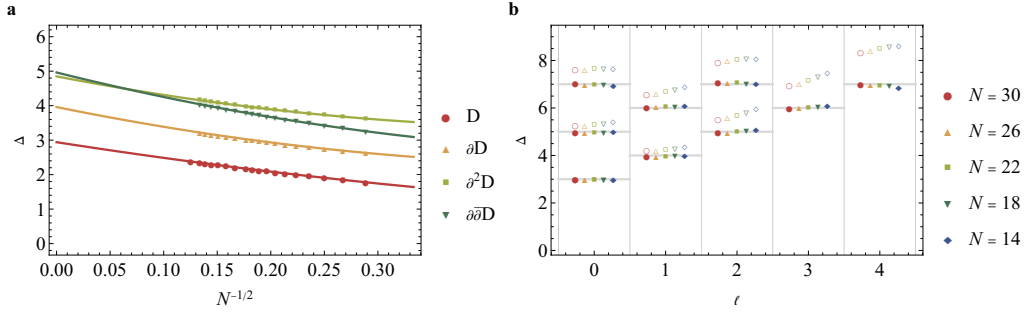 a
6
5
4
3
2
1
0
Δ
0.00 0.05 0.10 0.15 0.20 0.25 0.30
N^{-1/2}
D
∂D
∂²D
∂∂̄D
b
8
6
4
2
0
Δ
0 1 2 3 4
ℓ
N = 30
N = 26
N = 22
N = 18
N = 14